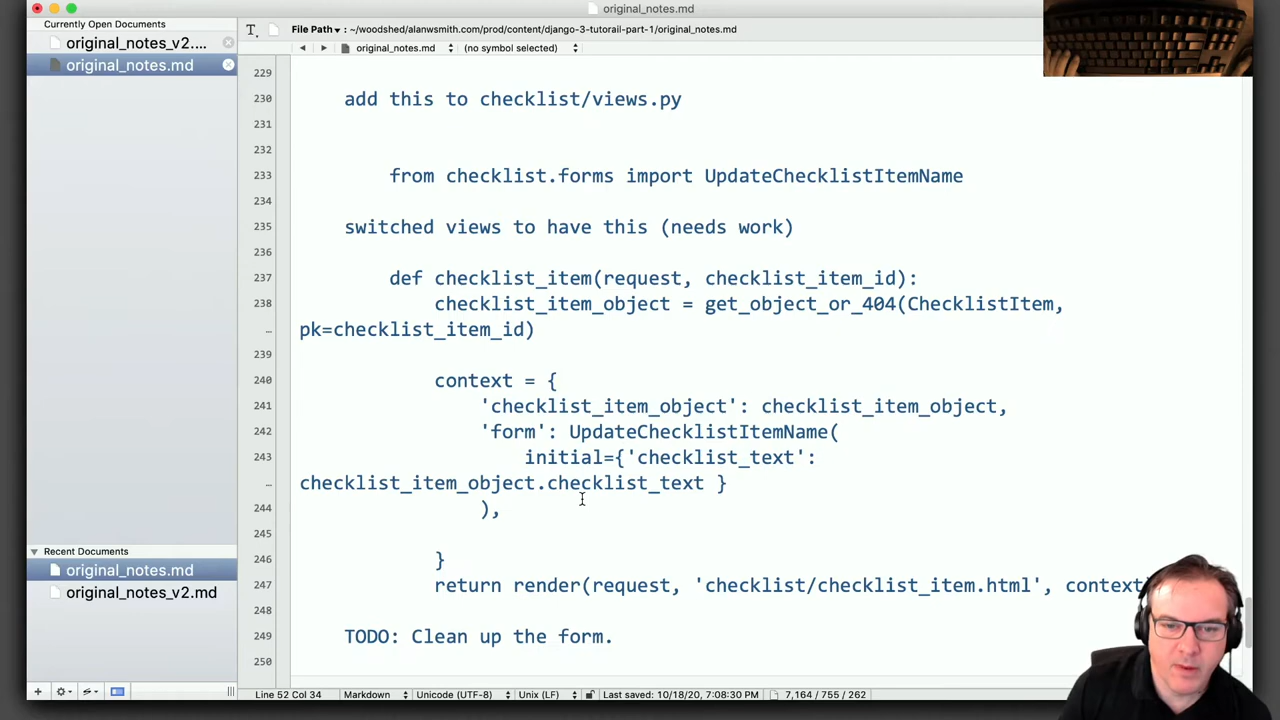 original_notes.md
Currently Open Documents
original_notes_v2....
original_notes.md
File Path ▾ : ~/woodshed/alanwsmith.com/prod/content/django-3-tutorail-part-1/original_notes.md
original_notes.md (no symbol selected)
229
230 add this to checklist/views.py
231
232
233 from checklist.forms import UpdateChecklistItemName
234
235 switched views to have this (needs work)
236
237 def checklist_item(request, checklist_item_id):
238 checklist_item_object = get_object_or_404(ChecklistItem,
pk=checklist_item_id)
239
240 context = {
241 'checklist_item_object': checklist_item_object,
242 'form': UpdateChecklistItemName(
243 initial={'checklist_text':
checklist_item_object.checklist_text }
244 ),
245
246 }
247 return render(request, 'checklist/checklist_item.html', context
248
249 TODO: Clean up the form.
250
Recent Documents
original_notes.md
original_notes_v2.md
Line 52 Col 34 Markdown Unicode (UTF-8) Unix (LF) Last saved: 10/18/20, 7:08:30 PM 7,164 / 755 / 262